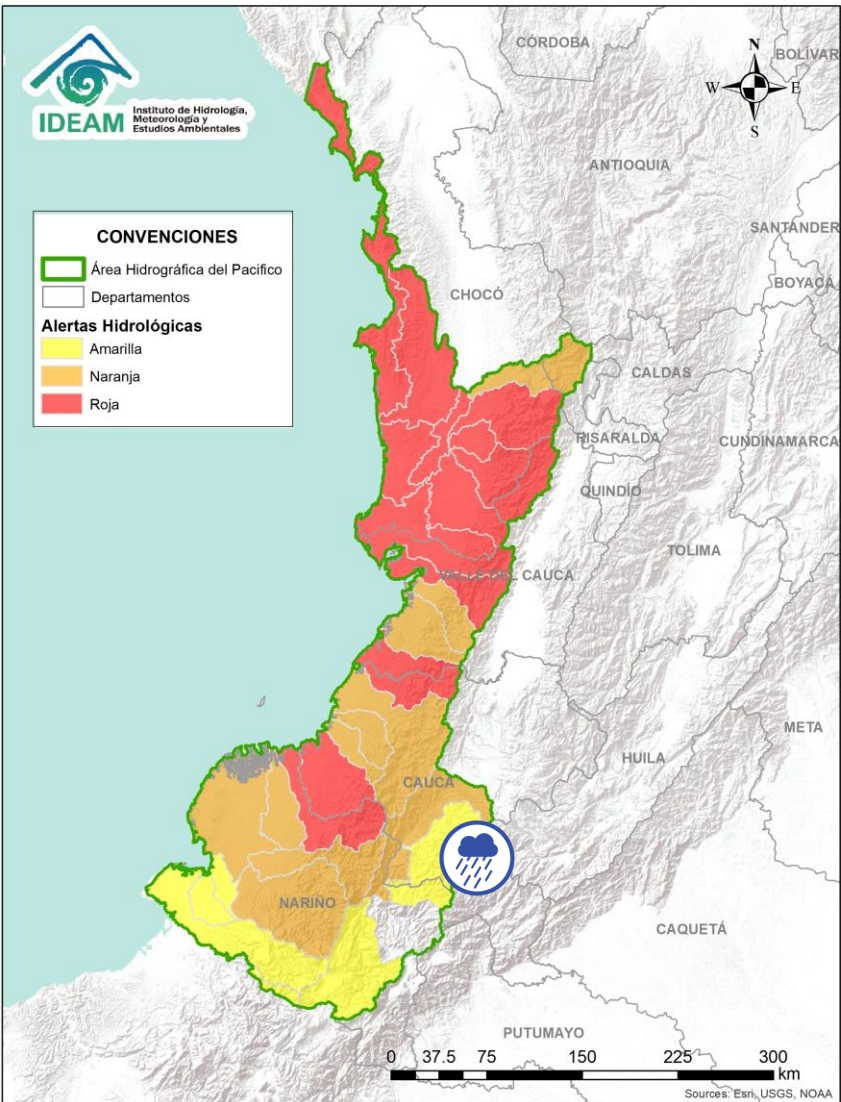 IDEAM
Instituto de Hidrología,
Meteorología y
Estudios Ambientales
CONVENCIONES
Área Hidrográfica del Pacifico
Departamentos
Alertas Hidrológicas
Amarilla
Naranja
Roja
N
W
E
S
CÓRDOBA
BOLÍVAR
ANTIOQUIA
SANTANDER
BOYACÁ
CHOCÓ
CALDAS
RISARALDA
CUNDINAMARCA
QUINDÍO
TOLIMA
VALLE DEL CAUCA
META
HUILA
CAUCA
NARIÑO
CAQUETÁ
PUTUMAYO
0 37.5 75 150 225 300
km
Sources: Esri, USGS, NOAA